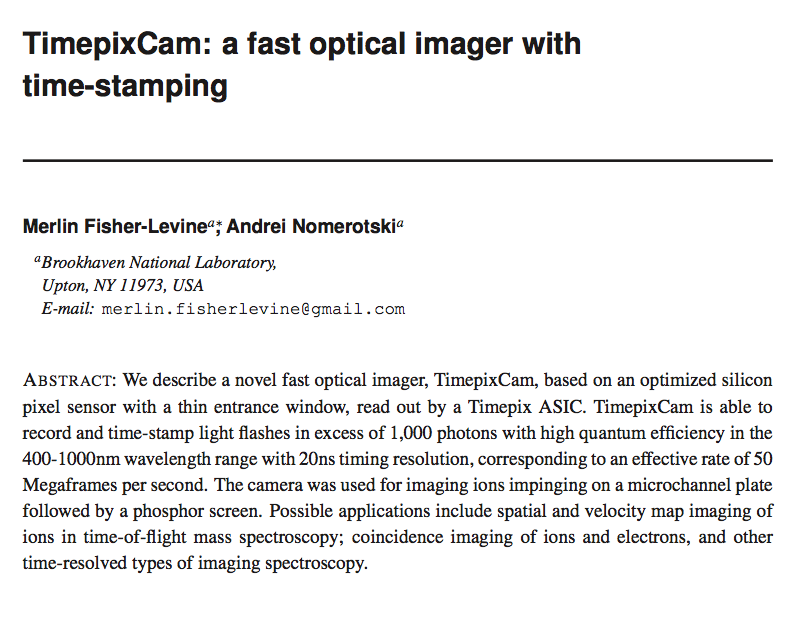 TimepixCam: a fast optical imager with
time-stamping
Merlin Fisher-Levineᵃ*; Andrei Nomerotskiᵃ
ᵃBrookhaven National Laboratory,
Upton, NY 11973, USA
E-mail: merlin.fisherlevine@gmail.com
ABSTRACT: We describe a novel fast optical imager, TimepixCam, based on an optimized silicon
pixel sensor with a thin entrance window, read out by a Timepix ASIC. TimepixCam is able to
record and time-stamp light flashes in excess of 1,000 photons with high quantum efficiency in the
400-1000nm wavelength range with 20ns timing resolution, corresponding to an effective rate of 50
Megaframes per second. The camera was used for imaging ions impinging on a microchannel plate
followed by a phosphor screen. Possible applications include spatial and velocity map imaging of
ions in time-of-flight mass spectroscopy; coincidence imaging of ions and electrons, and other
time-resolved types of imaging spectroscopy.